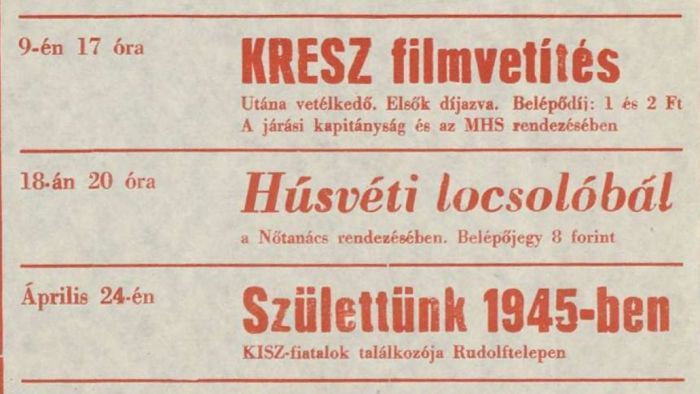 9-én 17 óra
KRESZ filmvetítés
Utána vetélkedő. Elsők díjazva. Belépődíj: 1 és 2 Ft
A járási kapitányság és az MHS rendezésében
18-án 20 óra
Húsvéti locsolóbál
a Nőtanács rendezésében. Belépőjegy 8 forint
Április 24-én
Születtünk 1945-ben
KISZ-fiatalok találkozója Rudolftelepen